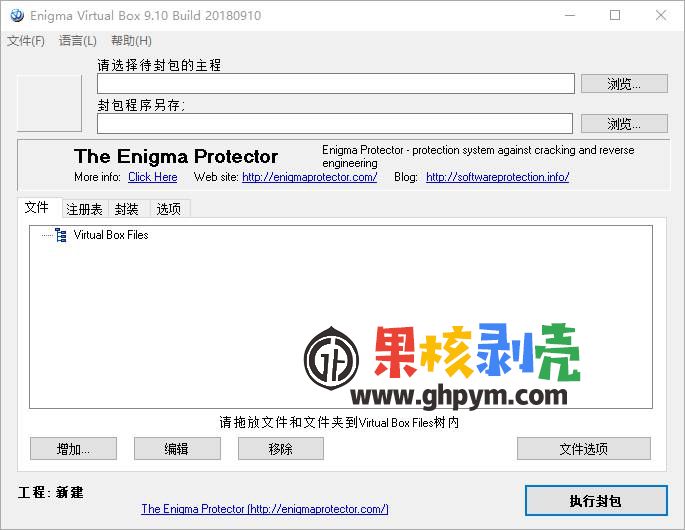 Enigma Virtual Box 9.10 Build 20180910
文件(F) 语言(L) 帮助(H)
请选择待封包的主程
浏览...
封包程序另存;
浏览...
The Enigma Protector
Enigma Protector - protection system against cracking and reverse
engineering
More info: Click Here Web site: http://enigmaprotector.com/ Blog: http://softwareprotection.info/
文件 注册表 封装 选项
Virtual Box Files
果核剥壳
www.ghpym.com
请拖放文件和文件夹到Virtual Box Files树内
增加... 编辑 移除 文件选项
工程: 新建
The Enigma Protector (http://enigmaprotector.com/)
执行封包